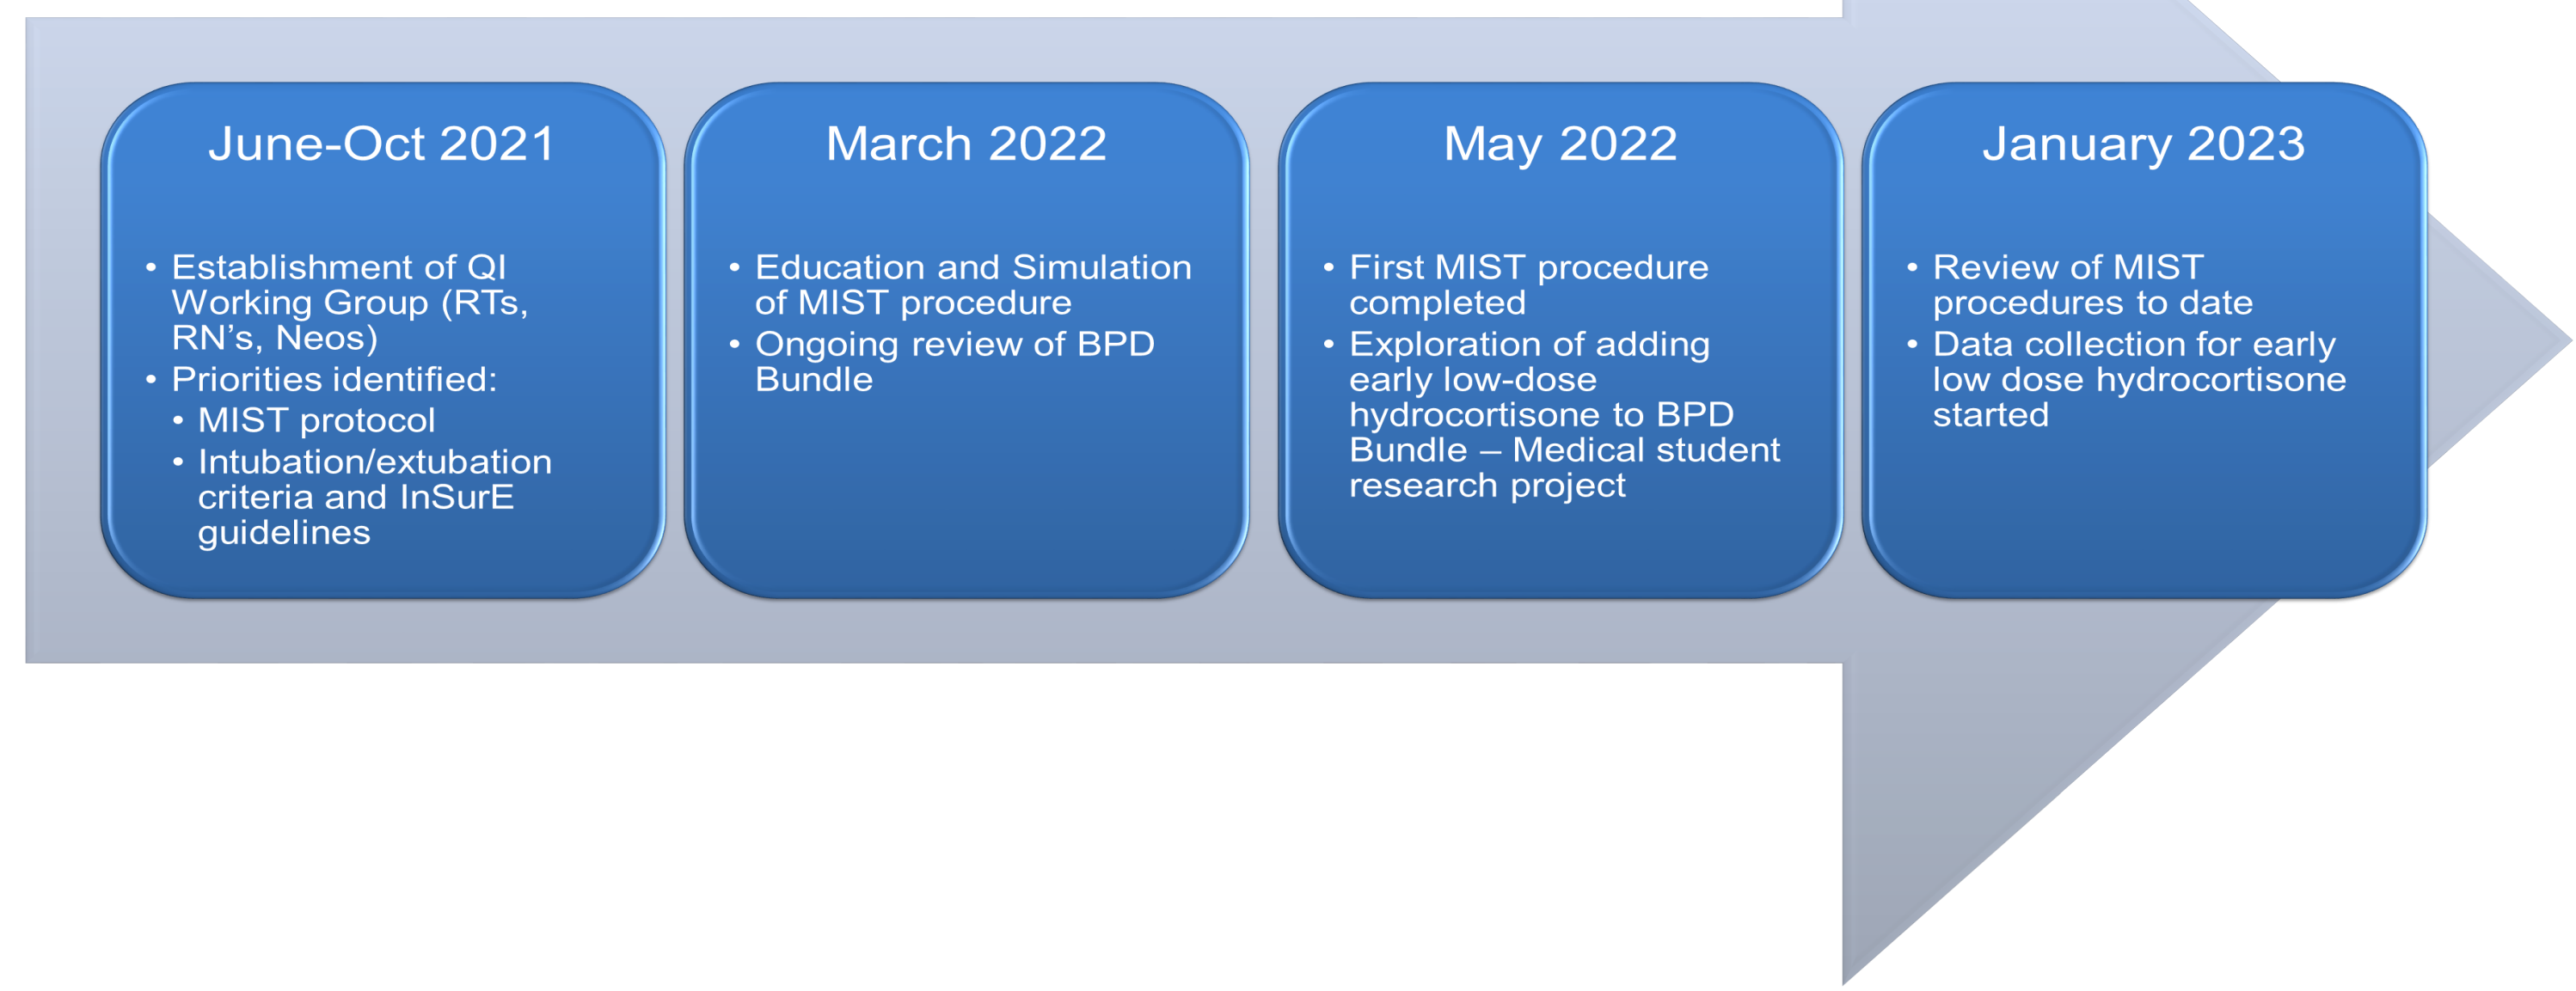 June-Oct 2021
• Establishment of QI
Working Group (RTs,
RN’s, Neos)
• Priorities identified:
• MIST protocol
• Intubation/extubation
criteria and InSurE
guidelines
March 2022
• Education and Simulation
of MIST procedure
• Ongoing review of BPD
Bundle
May 2022
• First MIST procedure
completed
• Exploration of adding
early low-dose
hydrocortisone to BPD
Bundle – Medical student
research project
January 2023
• Review of MIST
procedures to date
• Data collection for early
low dose hydrocortisone
started